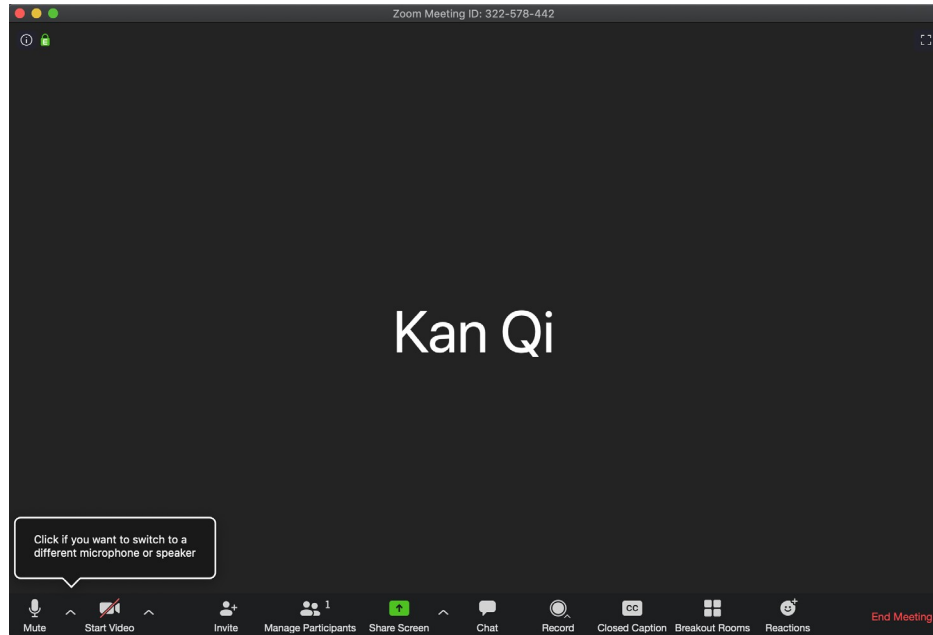 Zoom Meeting ID: 322-578-442
Kan Qi
Click if you want to switch to a
different microphone or speaker
1
CC
Mute Start Video Invite Manage Participants Share Screen Chat Record Closed Caption Breakout Rooms Reactions End Meeting